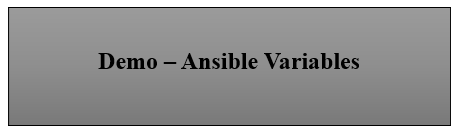 Demo – Ansible Variables